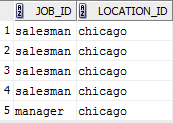 JOB_ID LOCATION_ID
1 salesman chicago
2 salesman chicago
3 salesman chicago
4 salesman chicago
5 manager chicago